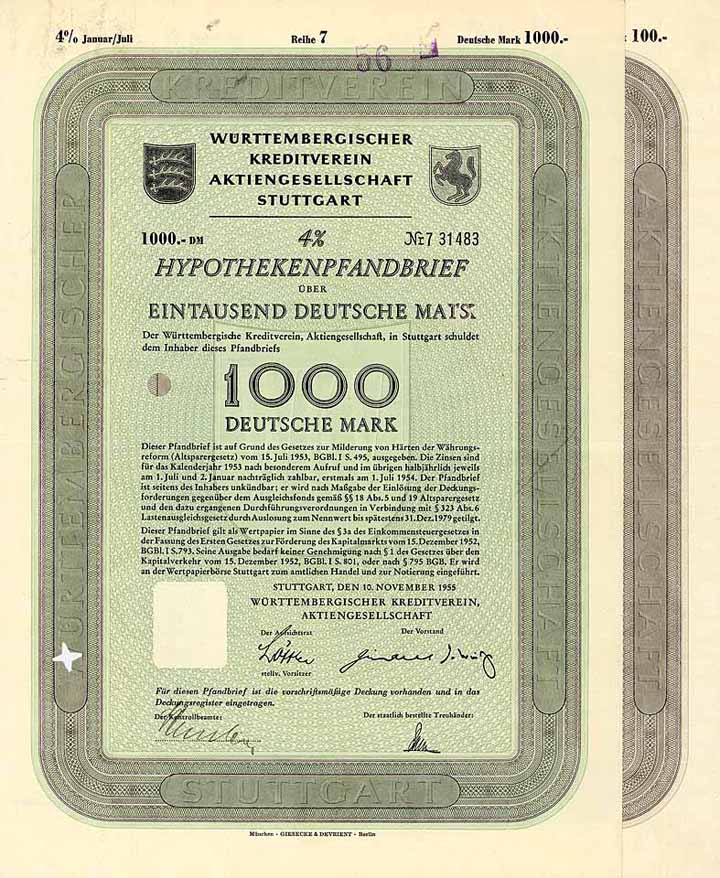 4% Januar/Juli Reihe 7 Deutsche Mark 1000.- 100.-
56
KREDITVEREIN
WÜRTTEMBERGISCHER
KREDITVEREIN
AKTIENGESELLSCHAFT
STUTTGART
1000.- DM 4% № 7 31483
HYPOTHEKENPFANDBRIEF
ÜBER
EINTAUSEND DEUTSCHE MARK
Der Württembergische Kreditverein, Aktiengesellschaft, in Stuttgart schuldet
dem Inhaber dieses Pfandbriefs
1000
DEUTSCHE MARK
Dieser Pfandbrief ist auf Grund des Gesetzes zur Milderung von Härten der Währungs-
reform (Altsparergesetz) vom 15. Juli 1953, BGBl. I S. 495, ausgegeben. Die Zinsen sind
für das Kalenderjahr 1953 nach besonderem Aufruf und im übrigen halbjährlich jeweils
am 1. Juli und 2. Januar nachträglich zahlbar, erstmals am 1. Juli 1954. Der Pfandbrief
ist seitens des Inhabers unkündbar; er wird nach Maßgabe der Einlösung der Deckungs-
forderungen gegenüber dem Ausgleichsfonds gemäß §§ 18 Abs. 5 und 19 Altsparergesetz
und den dazu ergangenen Durchführungsverordnungen in Verbindung mit § 323 Abs. 6
Lastenausgleichsgesetz durch Auslosung zum Nennwert bis spätestens 31. Dez. 1979 getilgt.
Dieser Pfandbrief gilt als Wertpapier im Sinne des § 3a des Einkommensteuergesetzes in
der Fassung des Ersten Gesetzes zur Förderung des Kapitalmarkts vom 15. Dezember 1952,
BGBl. I S. 793. Seine Ausgabe bedarf keiner Genehmigung nach § 1 des Gesetzes über den
Kapitalverkehr vom 15. Dezember 1952, BGBl. I S. 801, oder nach § 795 BGB. Er wird
an der Wertpapierbörse Stuttgart zum amtlichen Handel und zur Notierung eingeführt.
STUTTGART, DEN 10. NOVEMBER 1955
WÜRTTEMBERGISCHER KREDITVEREIN,
AKTIENGESELLSCHAFT
Der Aufsichtsrat Der Vorstand
stellv. Vorsitzer
Für diesen Pfandbrief ist die vorschriftsmäßige Deckung vorhanden und in das
Deckungsregister eingetragen.
Der Kontrollbeamte: Der staatlich bestellte Treuhänder:
WÜRTTEMBERGISCHER
AKTIENGESELLSCHAFT
AKTIENGESELLSCHAFT
STUTTGART
München - GIESECKE & DEVRIENT - Berlin